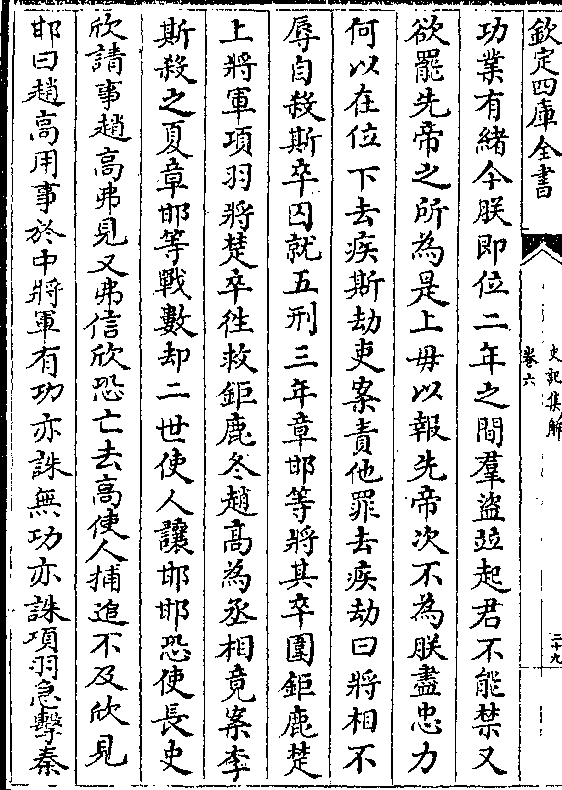 欽定四庫全書
史記集解
卷六
二十九
功業有緒今朕即位二年之間羣盜並起君不能禁又
欲罷先帝之所為是上毋以報先帝次不為朕盡忠力
何以在位下去疾斯劫吏案責他罪去疾劫曰將相不
辱自殺斯卒囚就五刑三年章邯等將其卒圍鉅鹿楚
上將軍項羽將楚卒往救鉅鹿冬趙高為丞相竟案李
斯殺之夏章邯等戰數却二世使人讓邯邯恐使長史
欣請事趙高弗見又弗信欣恐亡去高使人捕追不及欣見
邯曰趙高用事於中將軍有功亦誅無功亦誅項羽急擊秦